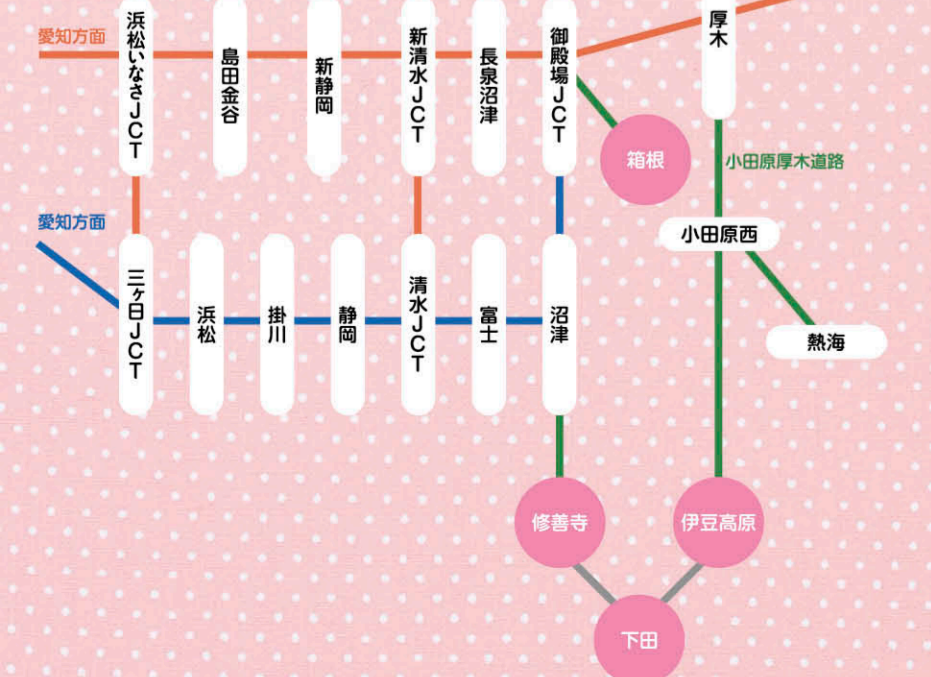 愛知方面
浜松いなさJCT
島田金谷
新静岡
新清水JCT
長泉沼津
御殿場JCT
厚木
箱根
小田原厚木道路
小田原西
熱海
愛知方面
三ヶ日JCT
浜松
掛川
静岡
清水JCT
富士
沼津
修善寺
伊豆高原
下田